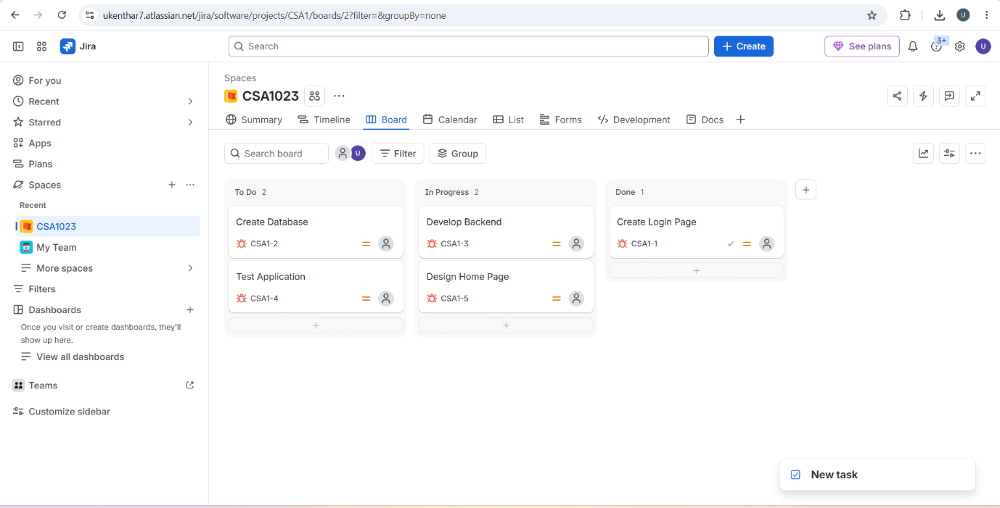 ukenthar7.atlassian.net/jira/software/projects/CSA1/boards/2?filter=&groupBy=none
U
Jira
Search
+ Create
See plans
3+
U
For you
Recent
Starred
Apps
Plans
Spaces
Recent
CSA1023
My Team
More spaces
Filters
Dashboards
Once you visit or create dashboards, they'll
show up here.
View all dashboards
Teams
Customize sidebar
Spaces
CSA1023
Summary Timeline Board Calendar List Forms Development Docs
Search board U Filter Group
To Do 2
Create Database
CSA1-2
Test Application
CSA1-4
In Progress 2
Develop Backend
CSA1-3
Design Home Page
CSA1-5
Done 1
Create Login Page
CSA1-1
New task